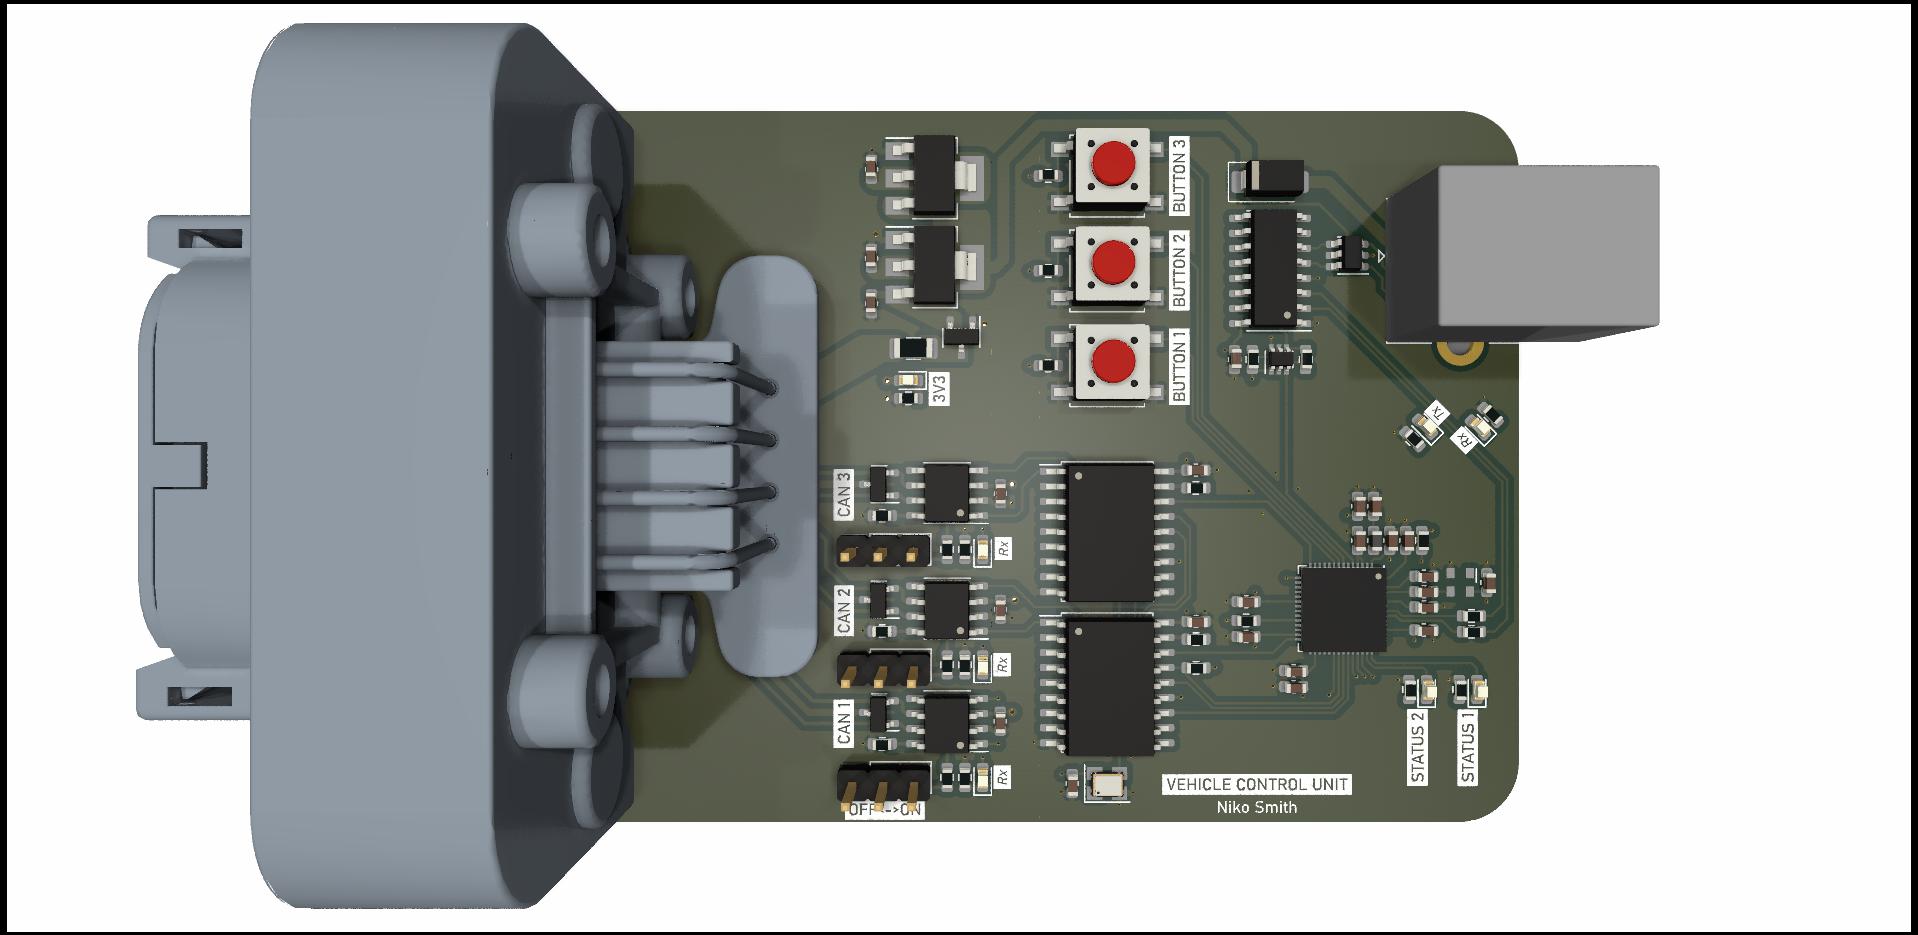 BUTTON 3
BUTTON 2
BUTTON 1
3V3
Tx
Rx
CAN 3
Rx
CAN 2
Rx
CAN 1
Rx
OFF<->ON
STATUS 2
STATUS 1
VEHICLE CONTROL UNIT
Niko Smith